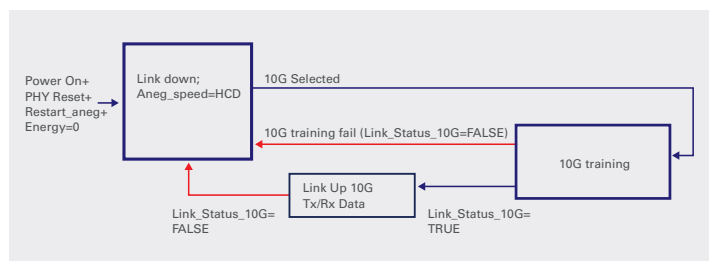 Power On+
PHY Reset+
Restart_aneg+
Energy=0
Link down;
Aneg_speed=HCD
10G Selected
10G training fail (Link_Status_10G=FALSE)
10G training
Link Up 10G
Tx/Rx Data
Link_Status_10G=
FALSE
Link_Status_10G=
TRUE